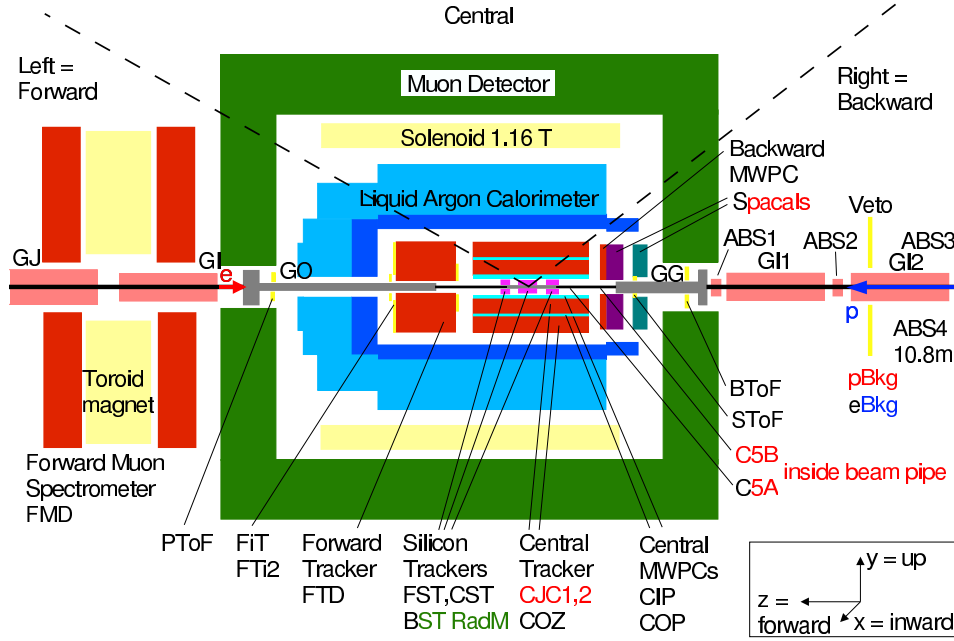 Central
Left =
Forward
Right =
Backward
Muon Detector
Solenoid 1.16 T
Liquid Argon Calorimeter
Backward
MWPC
Spacals
Veto
ABS1
ABS2
ABS3
GJ
GI
e
GO
GG
GI1
GI2
p
ABS4
10.8m
pBkg
eBkg
Toroid
magnet
BToF
SToF
C5B
C5A
inside beam pipe
Forward Muon
Spectrometer
FMD
PToF
FiT
FTi2
Forward
Tracker
FTD
Silicon
Trackers
FST,CST
BST RadM
Central
Tracker
CJC1,2
COZ
Central
MWPCs
CIP
COP
y = up
z =
forward
x = inward